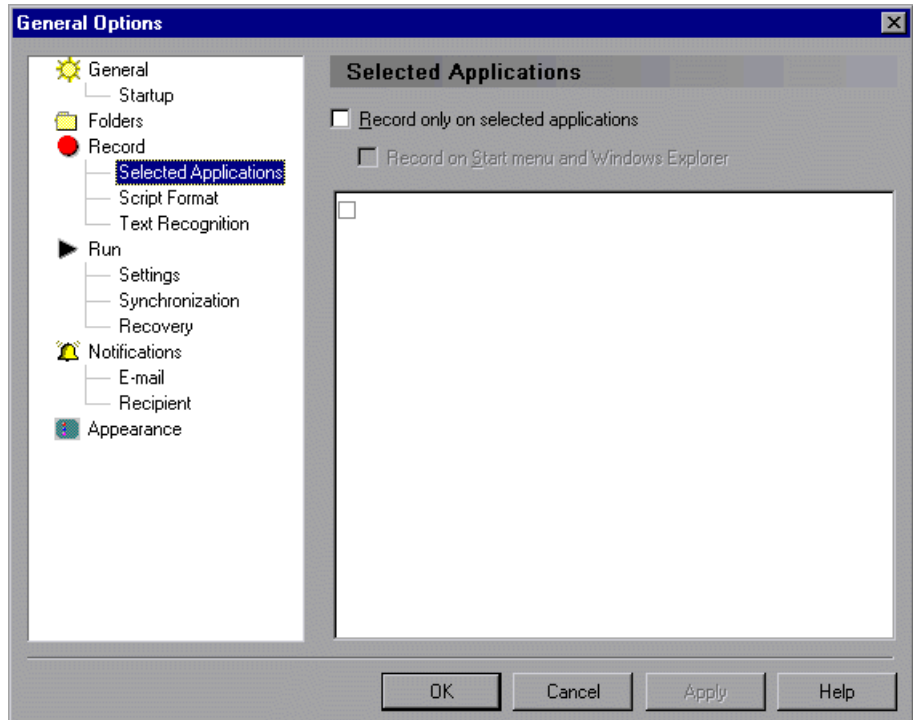 General Options
General
Startup
Folders
Record
Selected Applications
Script Format
Text Recognition
Run
Settings
Synchronization
Recovery
Notifications
E-mail
Recipient
Appearance
Selected Applications
Record only on selected applications
Record on Start menu and Windows Explorer
OK Cancel Apply Help